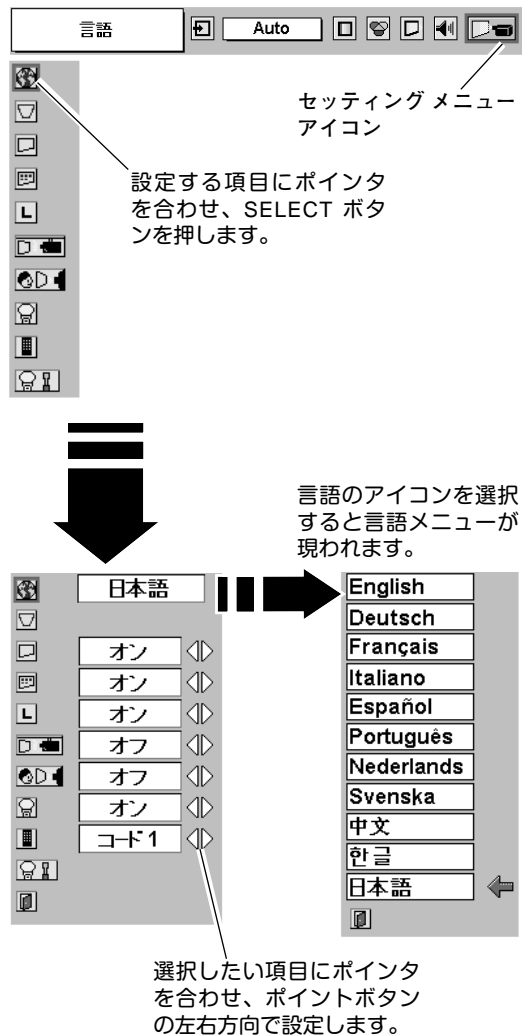 言語
Auto
セッティング メニュー
アイコン
設定する項目にポインタ
を合わせ、SELECT ボタ
ンを押します。
L
言語のアイコンを選択
すると言語メニューが
現われます。
日本語
オン
オン
L
オン
オフ
オフ
オン
コード 1
English
Deutsch
Français
Italiano
Español
Português
Nederlands
Svenska
中文
한글
日本語
選択したい項目にポインタ
を合わせ、ポイントボタン
の左右方向で設定します。